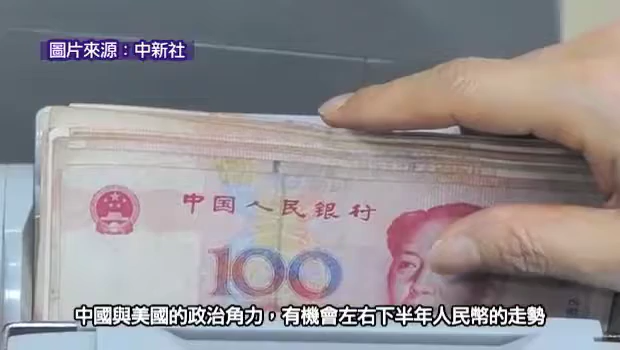 圖片來源：中新社
中国人民银行
100
中國與美國的政治角力，有機會左右下半年人民幣的走勢